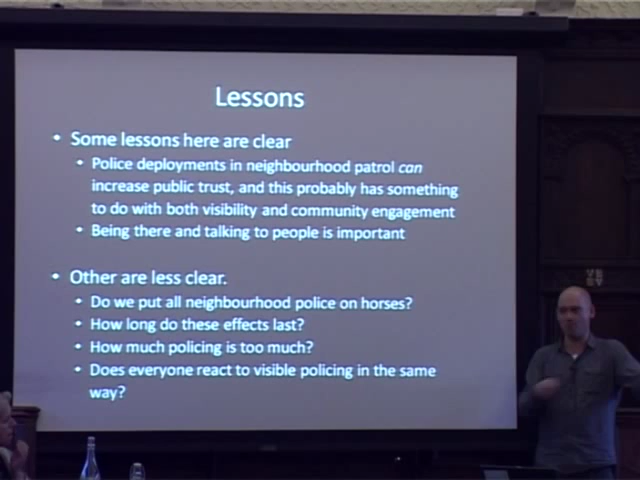 Lessons
• Some lessons here are clear
• Police deployments in neighbourhood patrol can
increase public trust, and this probably has something
to do with both visibility and community engagement
• Being there and talking to people is important
• Other are less clear.
• Do we put all neighbourhood police on horses?
• How long do these effects last?
• How much policing is too much?
• Does everyone react to visible policing in the same
way?